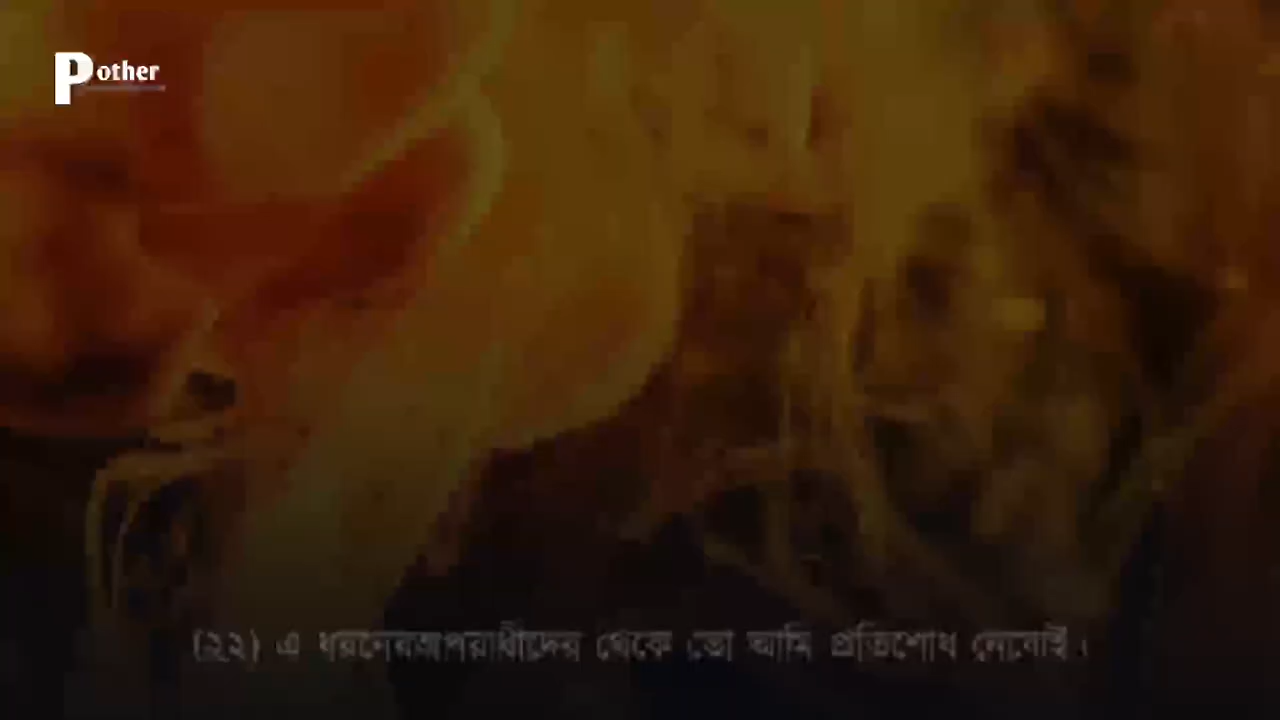 Pother
(২২) এ ধরনেরঅপরাধীদের থেকে তো আমি প্রতিশোধ নেবোই।